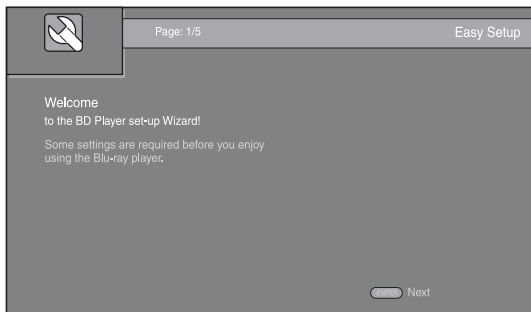 Page: 1/5
Easy Setup
Welcome
to the BD Player set-up Wizard!
Some settings are required before you enjoy
using the Blu-ray player.
ENTER Next